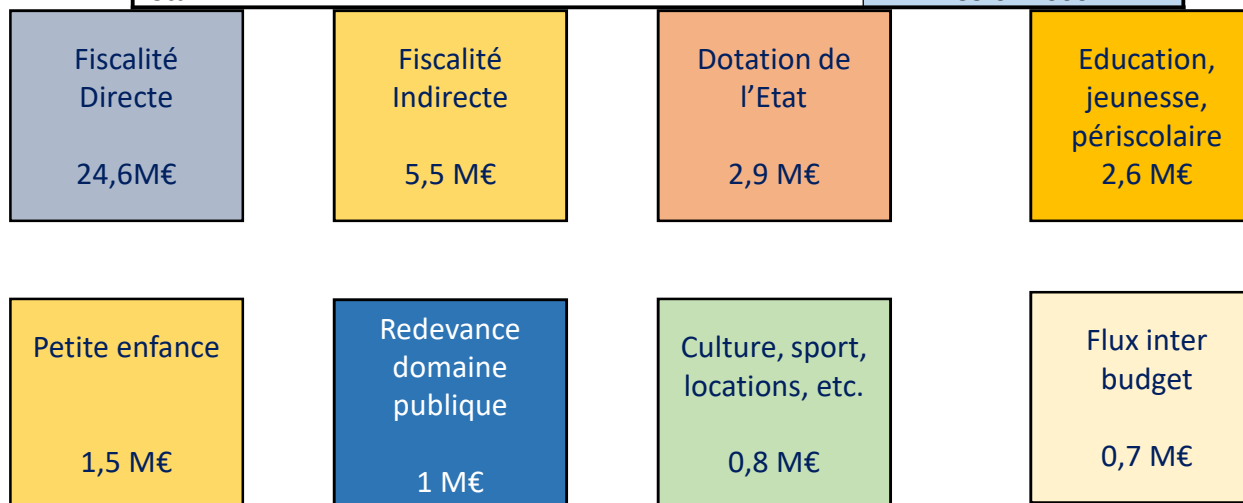 Fiscalité
Directe
24,6M€
Fiscalité
Indirecte
5,5 M€
Dotation de
l’Etat
2,9 M€
Education,
jeunesse,
périscolaire
2,6 M€
Petite enfance
1,5 M€
Redevance
domaine
publique
1 M€
Culture, sport,
locations, etc.
0,8 M€
Flux inter
budget
0,7 M€